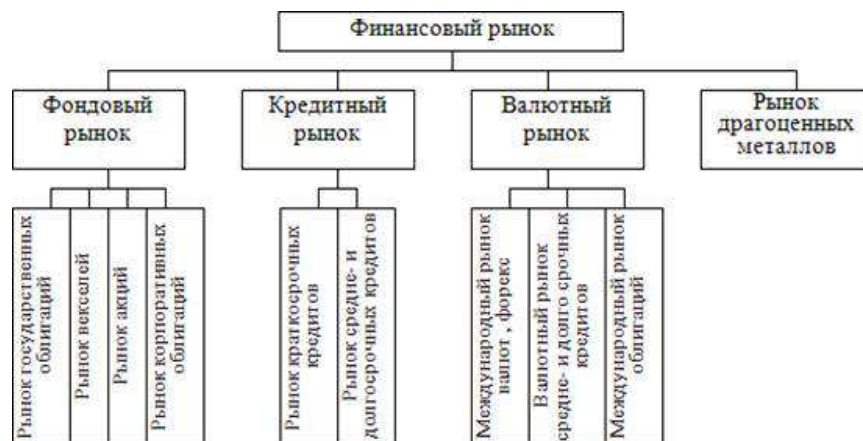 Финансовый рынок
Фондовый
рынок
Кредитный
рынок
Валютный
рынок
Рынок
драгоценных
металлов
Рынок государственных
облигаций
Рынок векселей
Рынок акций
Рынок корпоративных
облигаций
Рынок краткосрочных
кредитов
Рынок средне- и
долгосрочных кредитов
Международный рынок
валют , форекс
Валютный рынок
средне- и долго срочных
кредитов
Международный рынок
облигаций